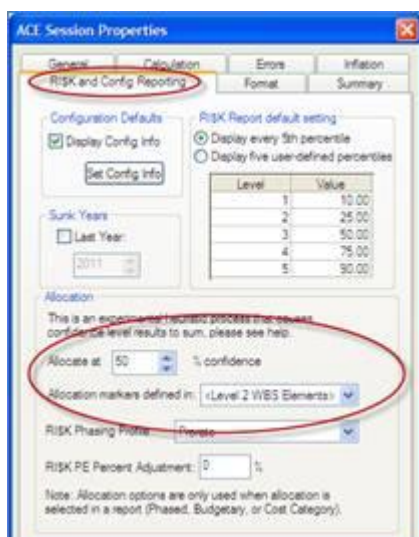 ACE Session Properties
General Calculation Errors Inflation
RISK and Config Reporting Format Summary
Configuration Defaults
Display Config Info
Set Config Info
Sunk Years
Last Year:
2011
RISK Report default setting
Display every 5th percentile
Display five user-defined percentiles
Level Value
1 10.00
2 25.00
3 50.00
4 75.00
5 90.00
Allocation
This is an experimental heuristic process that causes
confidence level results to sum, please see help.
Allocate at 50 % confidence
Allocation markers defined in: <Level 2 WBS Elements>
RISK Phasing Profile: Prorate
RISK PE Percent Adjustment: 0 %
Note: Allocation options are only used when allocation is
selected in a report (Phased, Budgetary, or Cost Category).